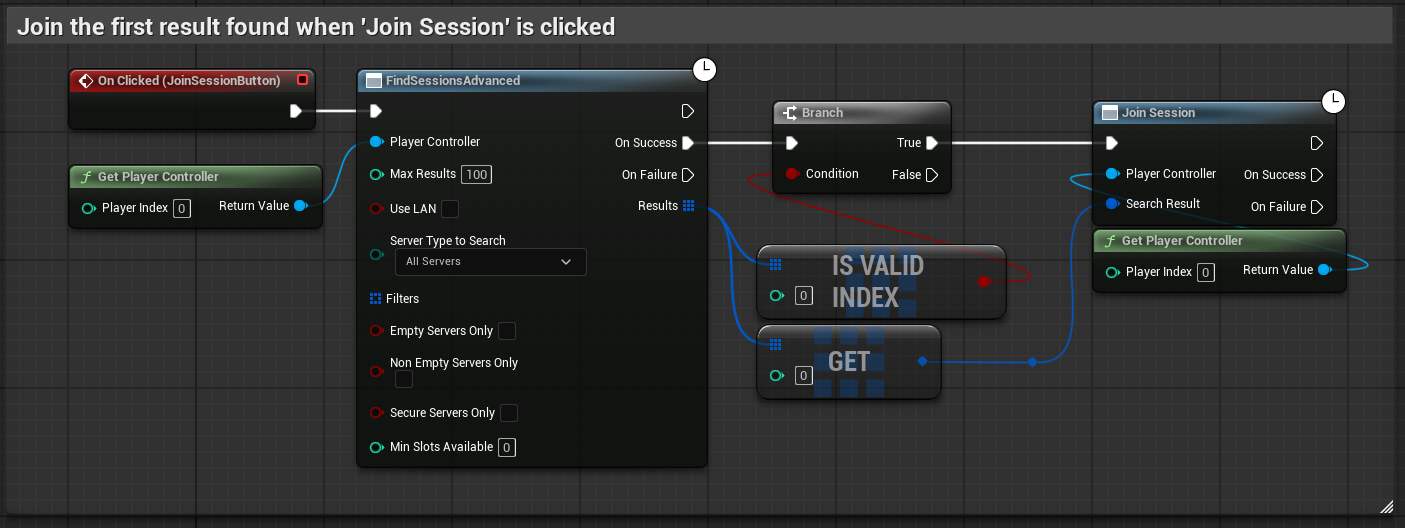 Join the first result found when 'Join Session' is clicked
On Clicked (JoinSessionButton)
Get Player Controller
Player Index 0
Return Value
FindSessionsAdvanced
Player Controller
On Success
Max Results 100
On Failure
Use LAN
Results
Server Type to Search
All Servers
Filters
Empty Servers Only
Non Empty Servers Only
Secure Servers Only
Min Slots Available 0
Branch
True
Condition
False
IS VALID
INDEX
0
GET
0
Join Session
Player Controller
On Success
Search Result
On Failure
Get Player Controller
Player Index 0
Return Value